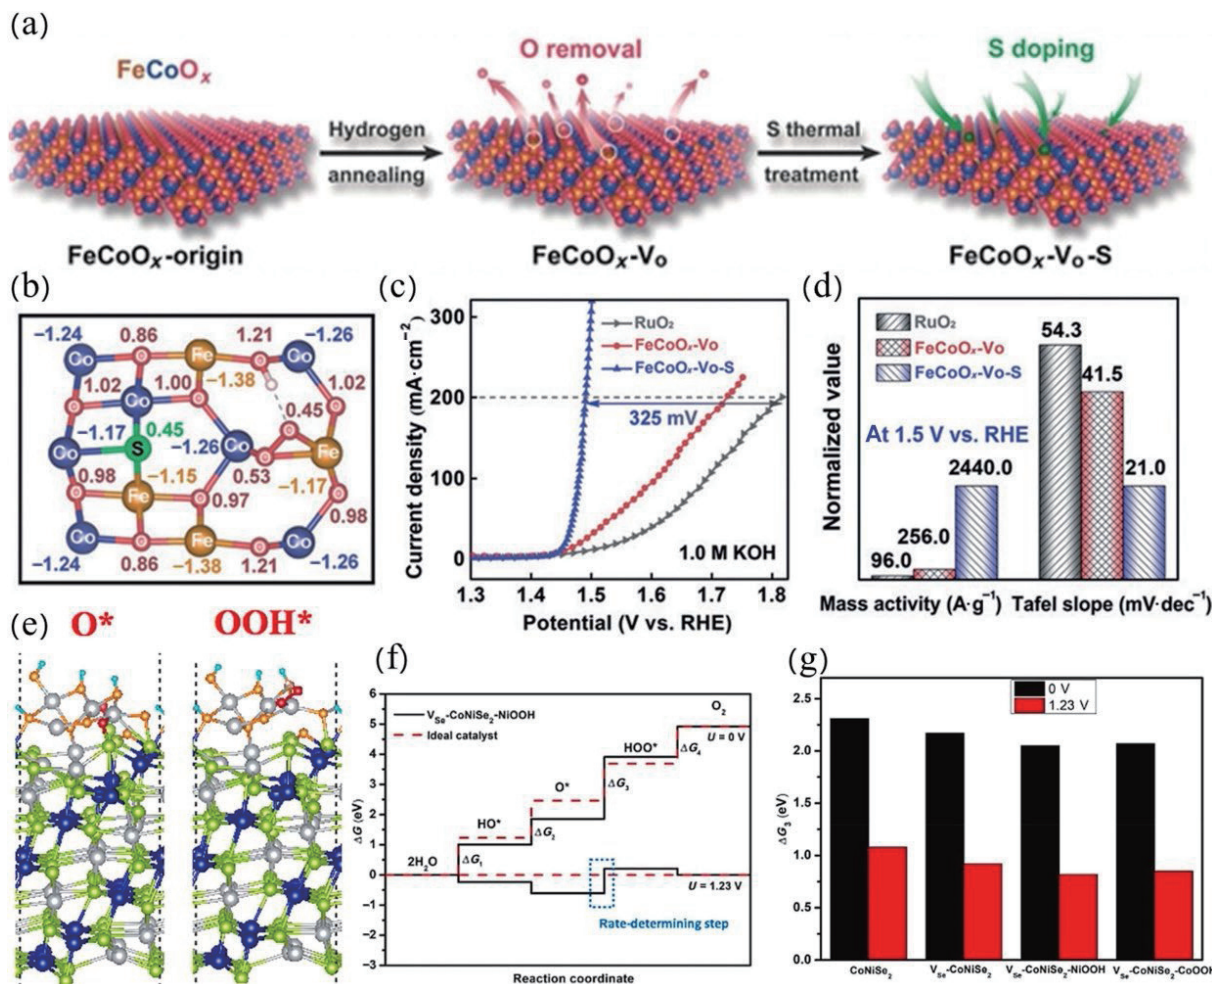 (a)
FeCoOx
O removal
S doping
Hydrogen
annealing
S thermal
treatment
FeCoOx-origin
FeCoOx-Vo
FeCoOx-Vo-S
(b)
−1.24 0.86 1.21 −1.26
Co O Fe O Co
−1.38
1.02 1.00 1.02
O Co O O
0.45
−1.17 0.45 −1.26 O
Co S Co O Fe
0.98 −1.15 0.53 −1.17
O Fe O 0.97 O
0.98
Co O Fe O Co
−1.24 0.86 −1.38 1.21 −1.26
(c)
Current density (mA·cm−2)
300
200
100
0
RuO2
FeCoOx-Vo
FeCoOx-Vo-S
325 mV
1.0 M KOH
1.3 1.4 1.5 1.6 1.7 1.8
Potential (V vs. RHE)
(d)
Normalized value
RuO2
FeCoOx-Vo
FeCoOx-Vo-S
54.3
41.5
21.0
At 1.5 V vs. RHE
2440.0
256.0
96.0
Mass activity (A·g−1) Tafel slope (mV·dec−1)
(e)
O* OOH*
(f)
ΔG (eV)
6
5
4
3
2
1
0
−1
−2
−3
VSe-CoNiSe2-NiOOH
Ideal catalyst
O2
U = 0 V
HOO*
ΔG4
O*
ΔG3
HO*
ΔG2
2H2O
ΔG1
U = 1.23 V
Rate-determining step
Reaction coordinate
(g)
ΔG3 (eV)
2.5
2.0
1.5
1.0
0.5
0.0
0 V
1.23 V
CoNiSe2 VSe-CoNiSe2 VSe-CoNiSe2-NiOOH VSe-CoNiSe2-CoOOH